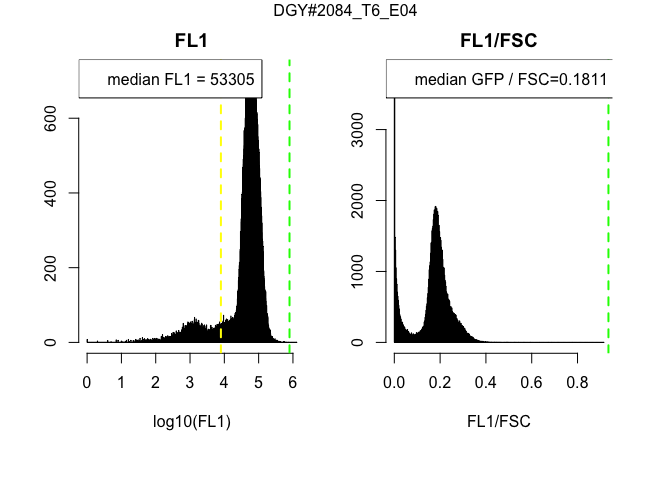 DGY#2084_T6_E04
FL1
median FL1 = 53305
600
400
200
0
0 1 2 3 4 5 6
log10(FL1)
FL1/FSC
median GFP / FSC=0.1811
3000
2000
1000
0
0.0 0.2 0.4 0.6 0.8
FL1/FSC